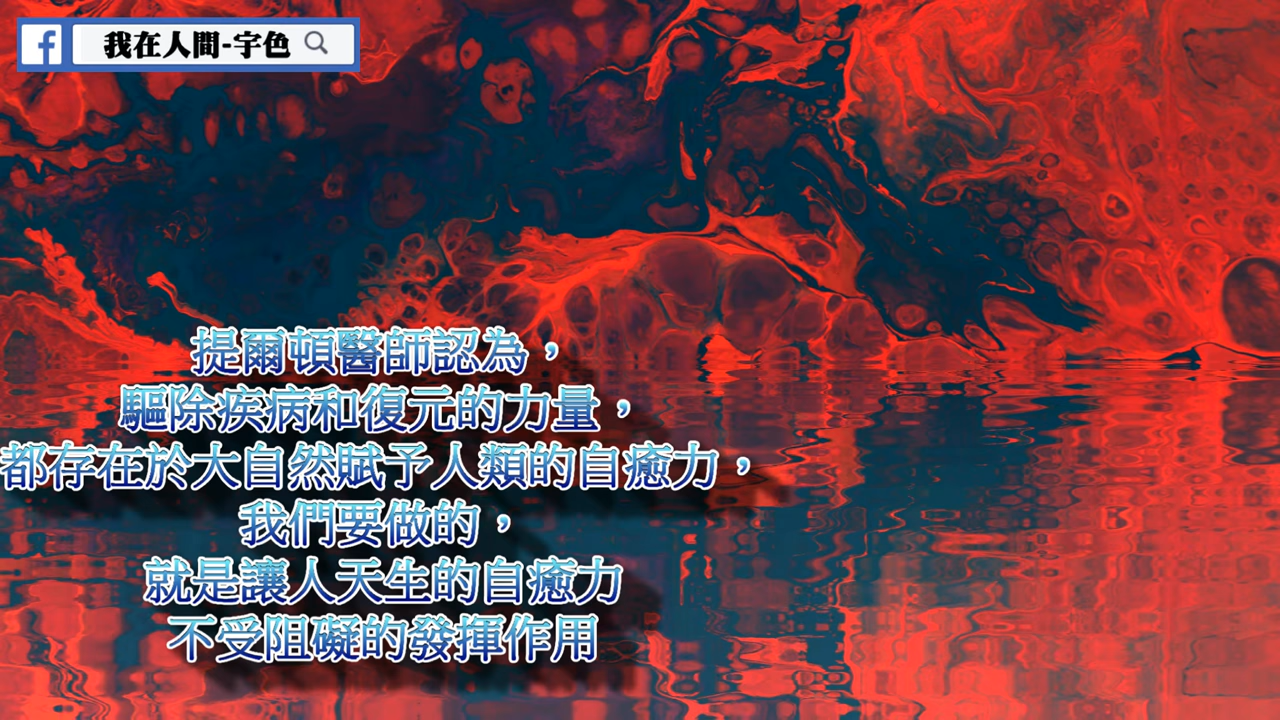 我在人間-宇色
提爾頓醫師認為，
驅除疾病和復元的力量，
都存在於大自然賦予人類的自癒力，
我們要做的，
就是讓人天生的自癒力
不受阻礙的發揮作用